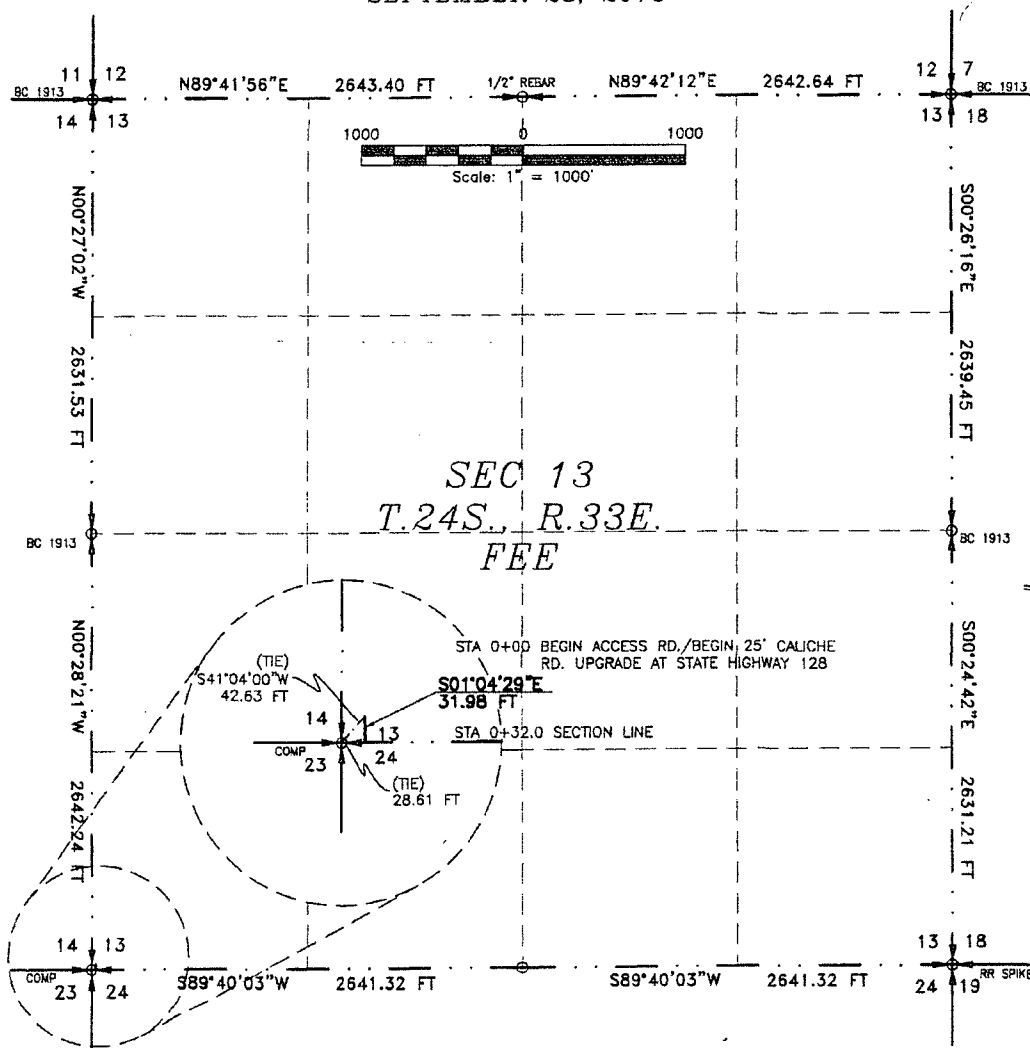 11 12
N89°41'56"E 2643.40 FT
1/2" REBAR
N89°42'12"E 2642.64 FT
12 7
BC 1913
BC 1913
14 13
13 18
1000 0 1000
Scale: 1" = 1000'
N00°27'02"W 2631.53 FT
S00°26'16"E 2639.45 FT
SEC 13
T.24S., R.33E.
FEE
BC 1913
BC 1913
N00°28'21"W 2642.24 FT
S00°24'42"E 2631.21 FT
STA 0+00 BEGIN ACCESS RD./BEGIN 25' CALICHE
RD. UPGRADE AT STATE HIGHWAY 128
(TIE)
S41°04'00"W
42.63 FT
S01°04'29"E
31.98 FT
14 13
STA 0+32.0 SECTION LINE
COMP
23 24
(TIE)
28.61 FT
14 13
13 18
COMP
RR SPIKE
23 24
S89°40'03"W 2641.32 FT
S89°40'03"W 2641.32 FT
24 19